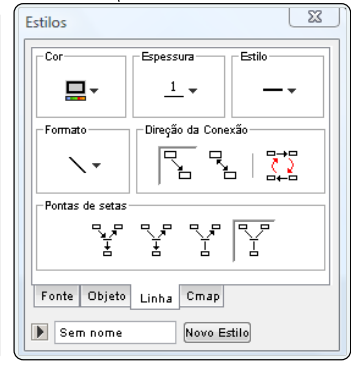 Estilos
Cor Espessura Estilo
1
Formato Direção da Conexão
Pontas de setas
Fonte Objeto Linha Cmap
Sem nome Novo Estilo